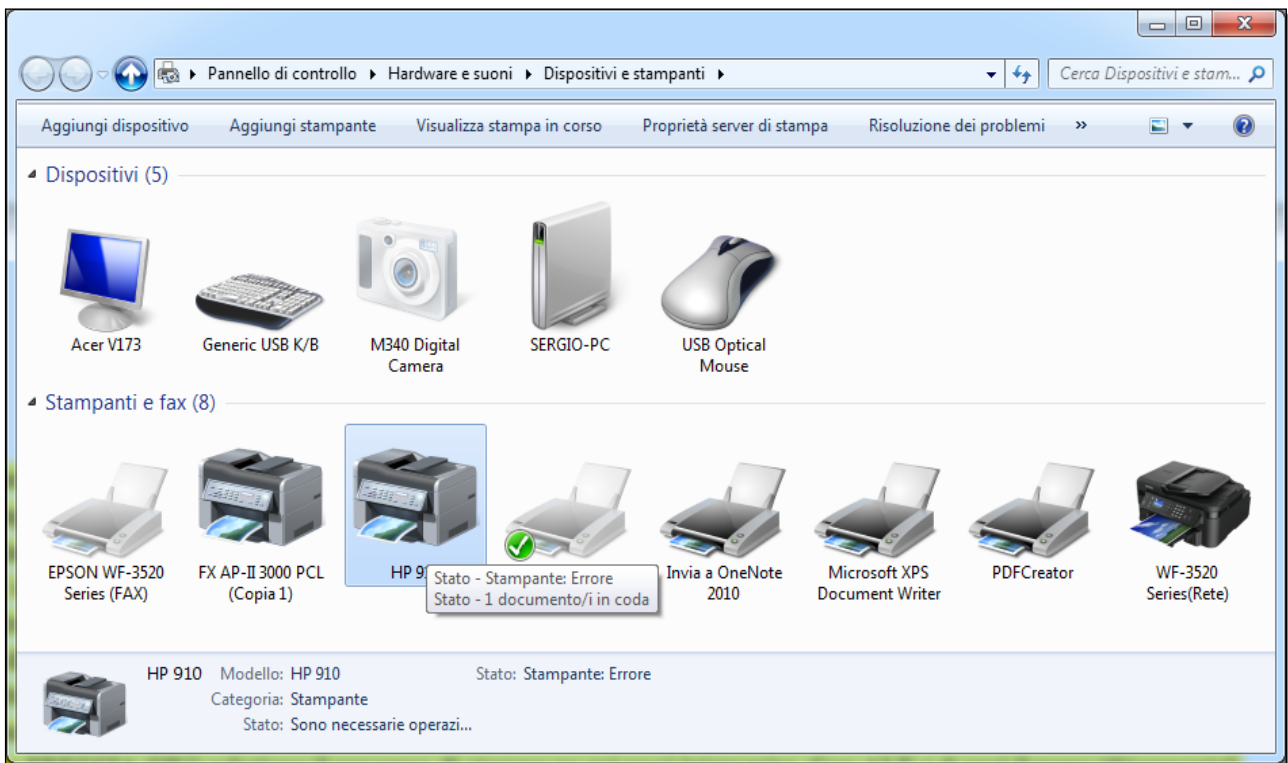 Pannello di controllo ▸ Hardware e suoni ▸ Dispositivi e stampanti ▸
Cerca Dispositivi e stam...
Aggiungi dispositivo Aggiungi stampante Visualizza stampa in corso Proprietà server di stampa Risoluzione dei problemi »
Dispositivi (5)
Acer V173
Generic USB K/B
M340 Digital
Camera
SERGIO-PC
USB Optical
Mouse
Stampanti e fax (8)
EPSON WF-3520
Series (FAX)
FX AP-II 3000 PCL
(Copia 1)
HP 9
Stato - Stampante: Errore
Stato - 1 documento/i in coda
Invia a OneNote
2010
Microsoft XPS
Document Writer
PDFCreator
WF-3520
Series(Rete)
HP 910 Modello: HP 910 Stato: Stampante: Errore
Categoria: Stampante
Stato: Sono necessarie operazi...